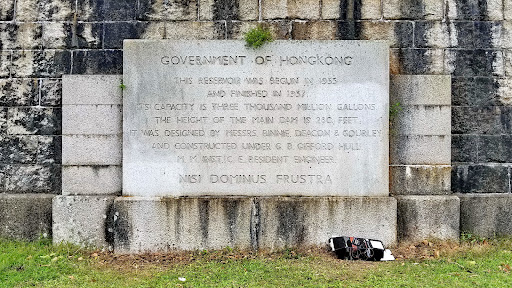 GOVERNMENT OF HONGKONG
THIS RESERVOIR WAS BEGUN IN 1933
AND FINISHED IN 1937.
ITS CAPACITY IS THREE THOUSAND MILLION GALLONS
THE HEIGHT OF THE MAIN DAM IS 280 FEET.
IT WAS DESIGNED BY MESSRS. BINNIE DEACON & GOURLEY
AND CONSTRUCTED UNDER G. B. GIFFORD HULL
M. M. INST. C. E. RESIDENT ENGINEER.
NISI DOMINUS FRUSTRA